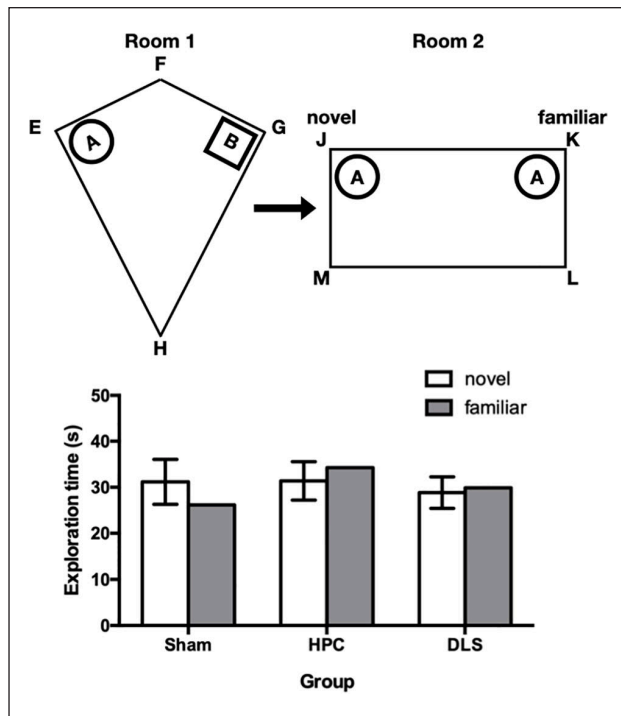 Room 1
Room 2
F
E
A
B
G
novel
familiar
J
K
A
A
M
L
H
novel
familiar
Exploration time (s)
50
40
30
20
10
0
Sham
HPC
DLS
Group